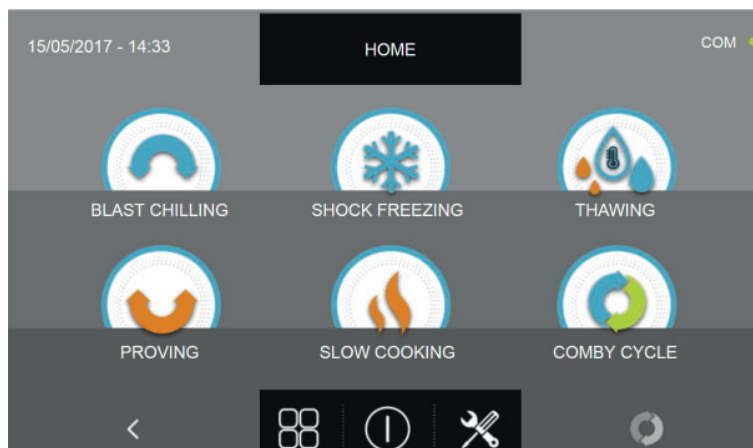 15/05/2017 - 14:33
HOME
COM
BLAST CHILLING
SHOCK FREEZING
THAWING
PROVING
SLOW COOKING
COMBY CYCLE